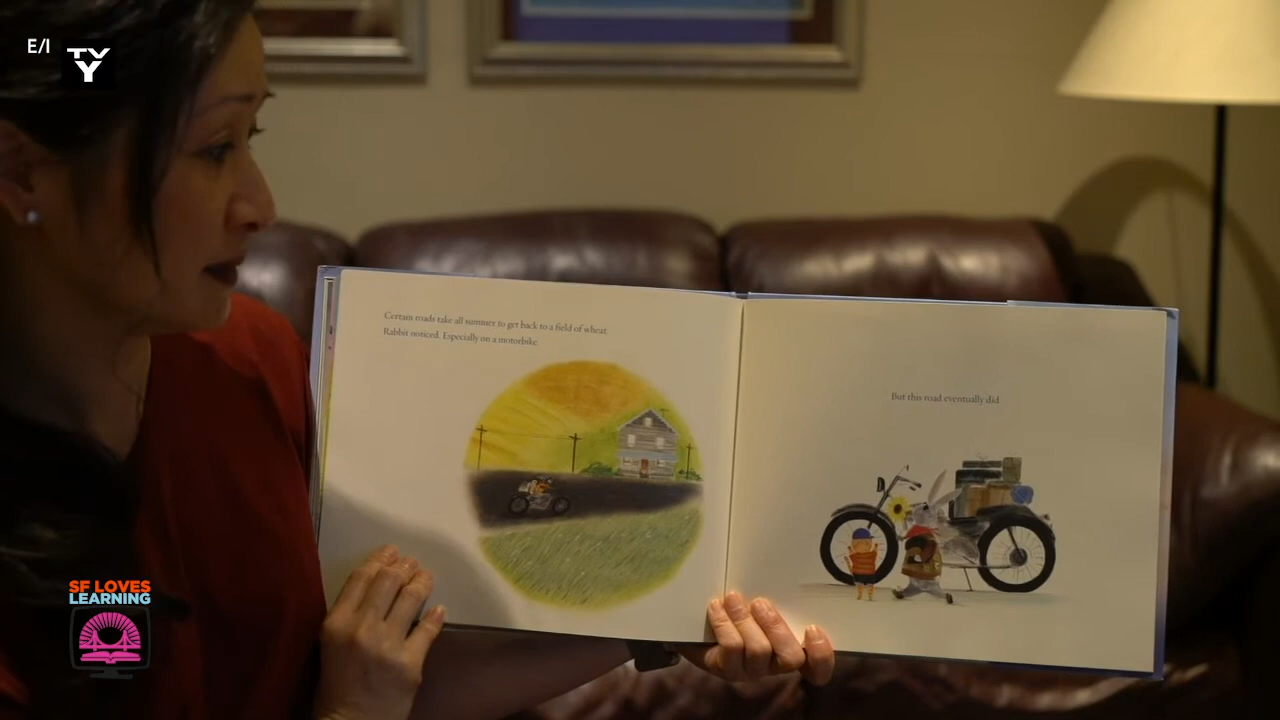 E/I
TV
Y
Certain roads take all summer to get back to a field of wheat.
Rabbit noticed. Especially on a motorbike.
But this road eventually did
SF LOVES
LEARNING